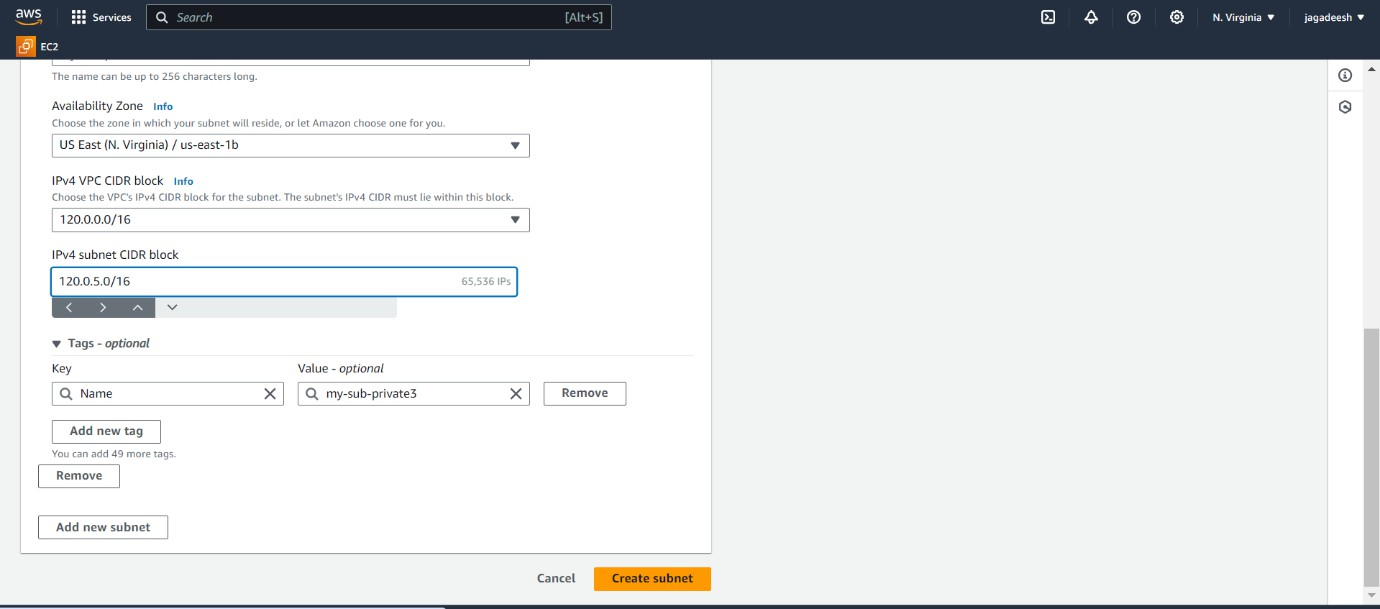 aws
Services
Search [Alt+S]
N. Virginia
jagadeesh
EC2
The name can be up to 256 characters long.
Availability Zone Info
Choose the zone in which your subnet will reside, or let Amazon choose one for you.
US East (N. Virginia) / us-east-1b
IPv4 VPC CIDR block Info
Choose the VPC's IPv4 CIDR block for the subnet. The subnet's IPv4 CIDR must lie within this block.
120.0.0.0/16
IPv4 subnet CIDR block
120.0.5.0/16 65,536 IPs
Tags - optional
Key Value - optional
Name my-sub-private3 Remove
Add new tag
You can add 49 more tags.
Remove
Add new subnet
Cancel Create subnet